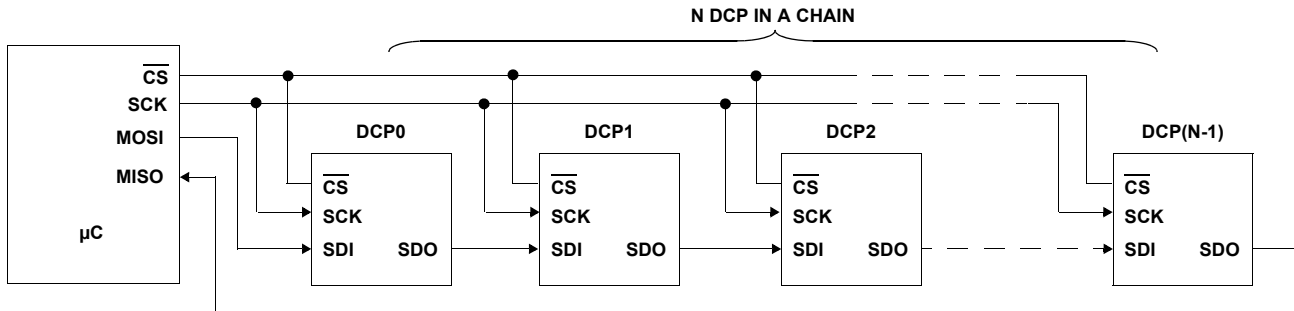 N DCP IN A CHAIN
CS
SCK
MOSI
MISO
µC
DCP0
CS
SCK
SDI SDO
DCP1
CS
SCK
SDI SDO
DCP2
CS
SCK
SDI SDO
DCP(N-1)
CS
SCK
SDI SDO